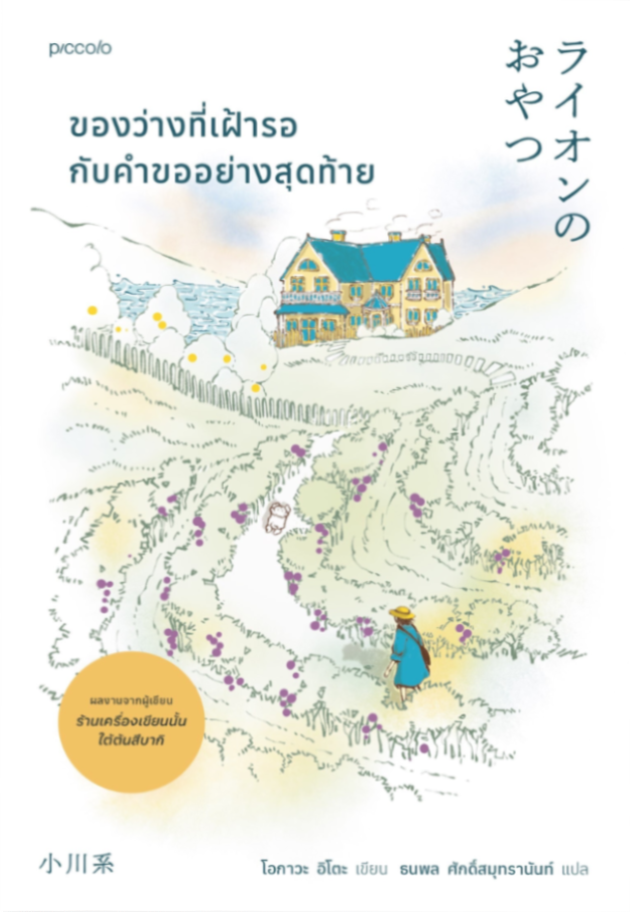 piccolo
ライオンの
おやつ
ของว่างที่เฝ้ารอ
กับคำขออย่างสุดท้าย
ผลงานจากผู้เขียน
ร้านเครื่องเขียนนั้น
ใต้ต้นสึบากิ
小川糸
โอกาวะ อิโตะ เขียน ธนพล ศักดิ์สมุทรานันท์ แปล